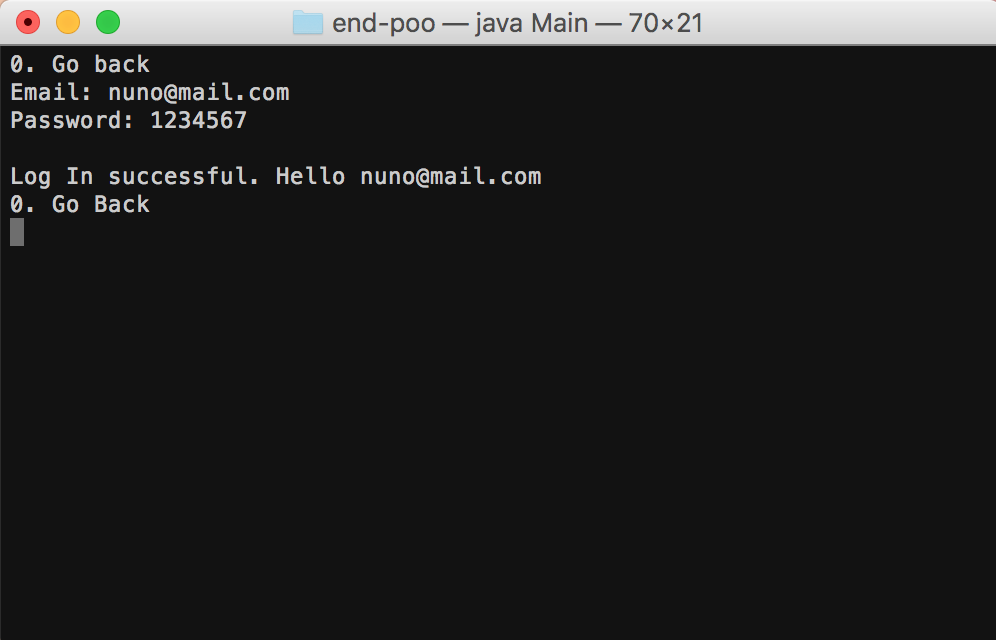 end-poo — java Main — 70×21
0. Go back
Email: nuno@mail.com
Password: 1234567
Log In successful. Hello nuno@mail.com
0. Go Back